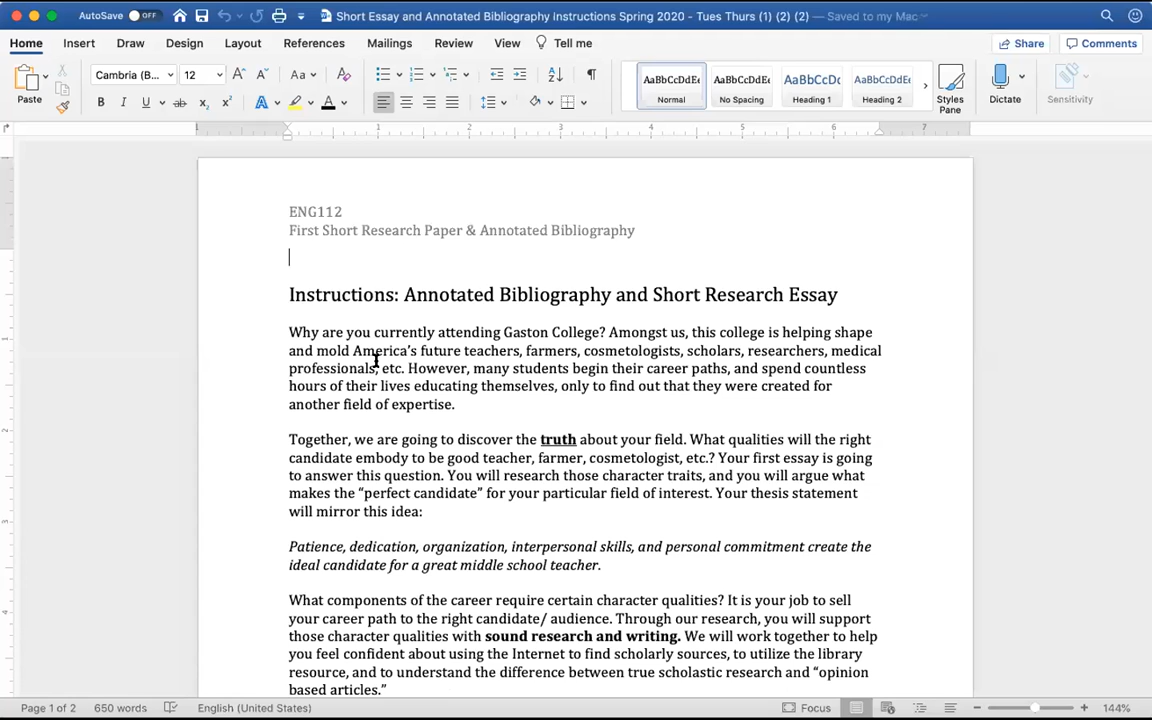 AutoSave OFF Short Essay and Annotated Bibliography Instructions Spring 2020 - Tues Thurs (1) (2) (2) — Saved to my Mac
Home Insert Draw Design Layout References Mailings Review View Tell me Share Comments
Cambria (B... 12 A A Aa A
Paste B I U ab x₂ x² A A
AaBbCcDdEe AaBbCcDdEe AaBbCcDc AaBbCcDdEe
Normal No Spacing Heading 1 Heading 2 Styles Pane Dictate Sensitivity
1 1 2 3 4 5 6 7
ENG112
First Short Research Paper & Annotated Bibliography
Instructions: Annotated Bibliography and Short Research Essay
Why are you currently attending Gaston College? Amongst us, this college is helping shape
and mold America's future teachers, farmers, cosmetologists, scholars, researchers, medical
professionals, etc. However, many students begin their career paths, and spend countless
hours of their lives educating themselves, only to find out that they were created for
another field of expertise.
Together, we are going to discover the truth about your field. What qualities will the right
candidate embody to be good teacher, farmer, cosmetologist, etc.? Your first essay is going
to answer this question. You will research those character traits, and you will argue what
makes the "perfect candidate" for your particular field of interest. Your thesis statement
will mirror this idea:
Patience, dedication, organization, interpersonal skills, and personal commitment create the
ideal candidate for a great middle school teacher.
What components of the career require certain character qualities? It is your job to sell
your career path to the right candidate/ audience. Through our research, you will support
those character qualities with sound research and writing. We will work together to help
you feel confident about using the Internet to find scholarly sources, to utilize the library
resource, and to understand the difference between true scholastic research and "opinion
based articles."
Page 1 of 2 650 words English (United States) Focus 144%